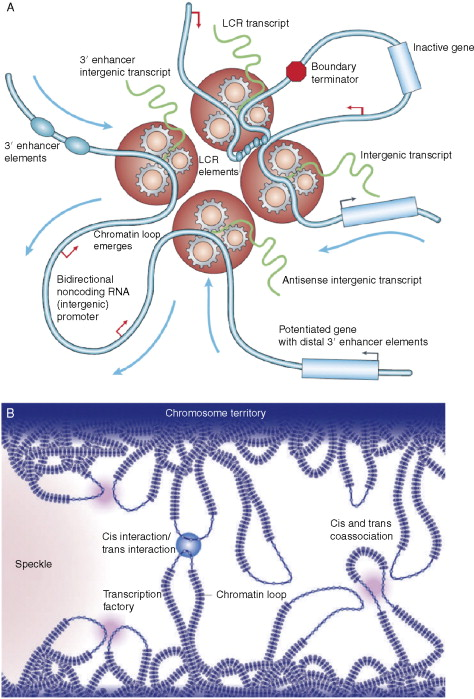 A
LCR transcript
3′ enhancer
intergenic transcript
Boundary
terminator
Inactive gene
3′ enhancer
elements
LCR
elements
Intergenic transcript
Chromatin loop
emerges
Bidirectional
noncoding RNA
(intergenic)
promoter
Antisense intergenic transcript
Potentiated gene
with distal 3′ enhancer elements
B
Chromosome territory
Cis interaction/
trans interaction
Cis and trans
coassociation
Speckle
Transcription
factory
Chromatin loop